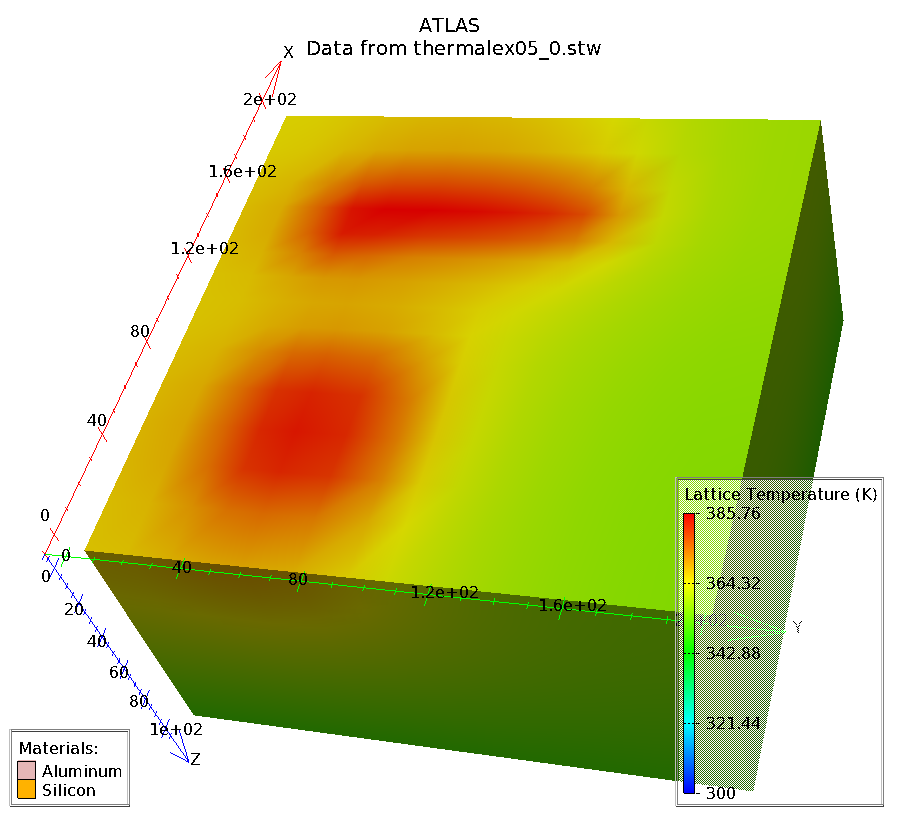 ATLAS
Data from thermalex05_0.stw
X
2e+02
1.6e+02
1.2e+02
80
40
0
0
0
40
80
1.2e+02
1.6e+02
Y
20
40
60
80
1e+02
Z
Lattice Temperature (K)
385.76
364.32
342.88
321.44
300
Materials:
Aluminum
Silicon